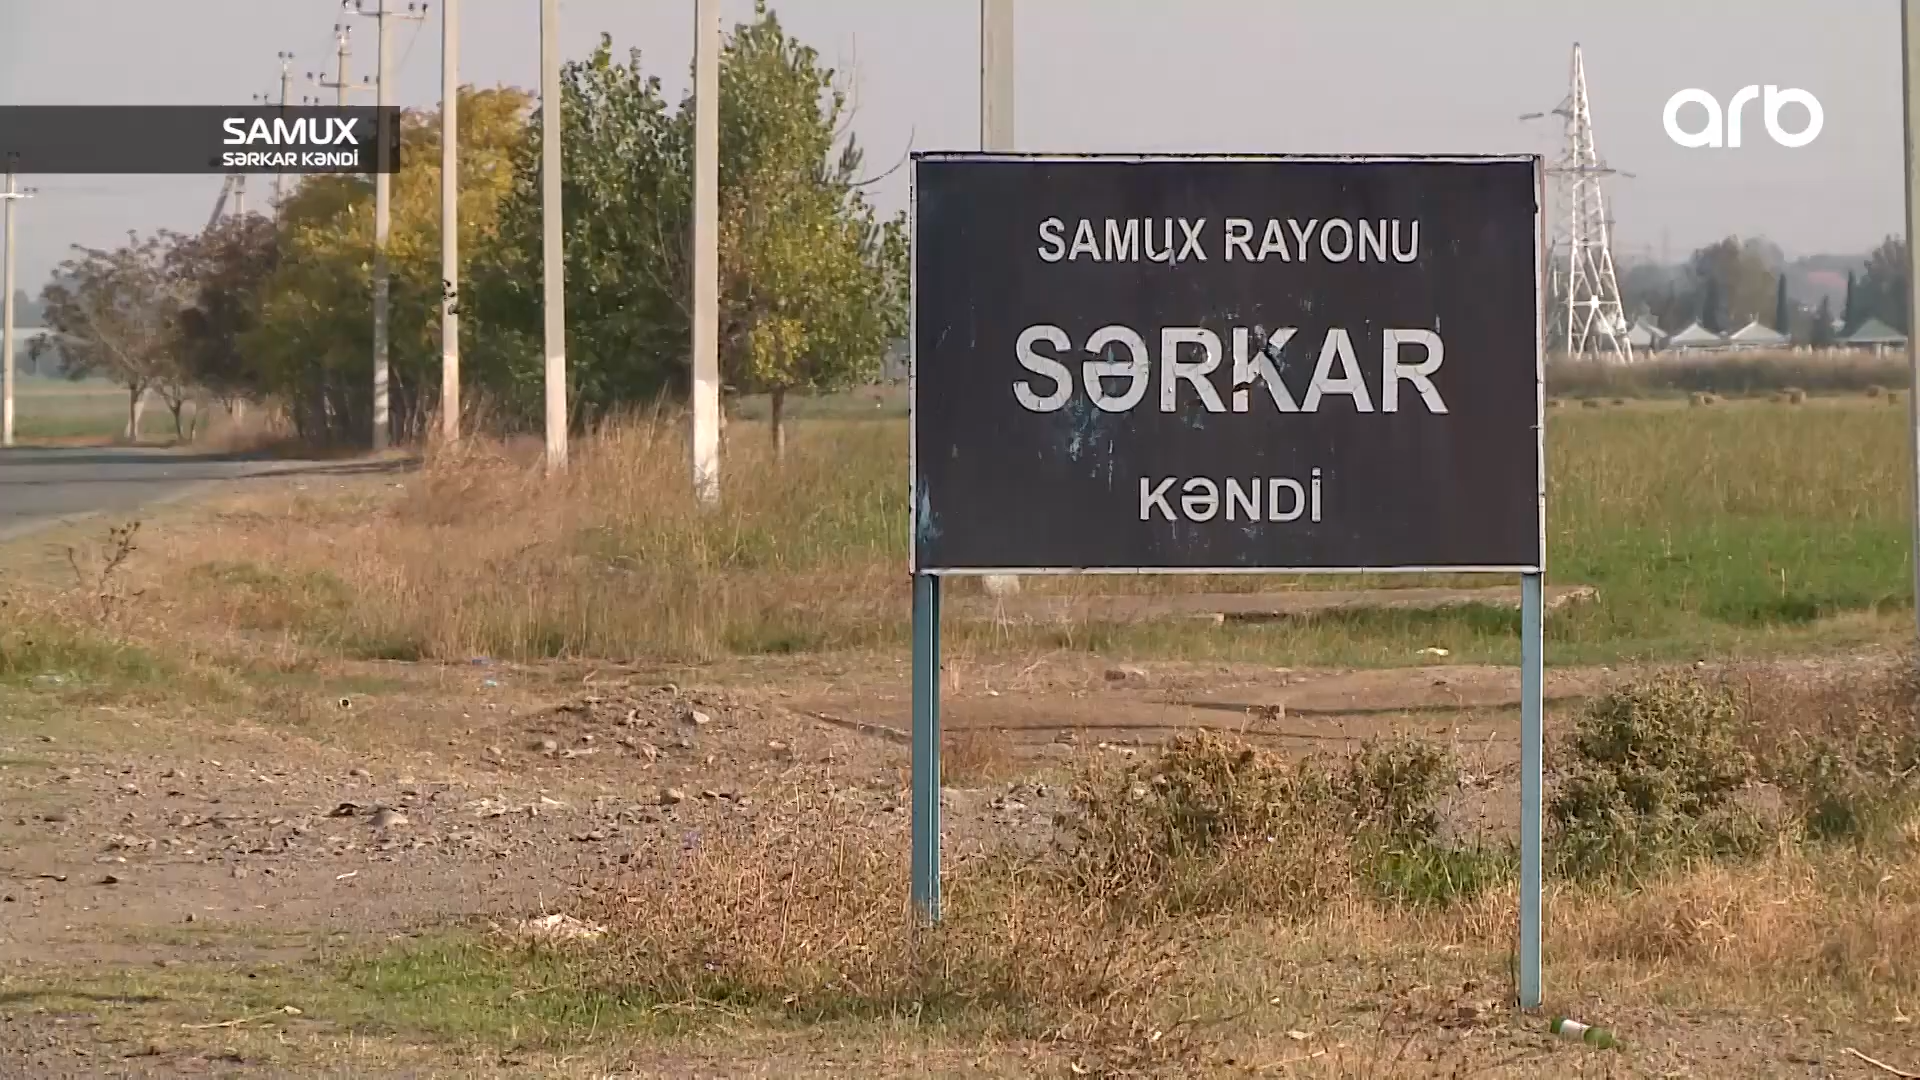 SAMUX
SƏRKAR KƏNDİ
arb
SAMUX RAYONU
SƏRKAR
KƏNDİ